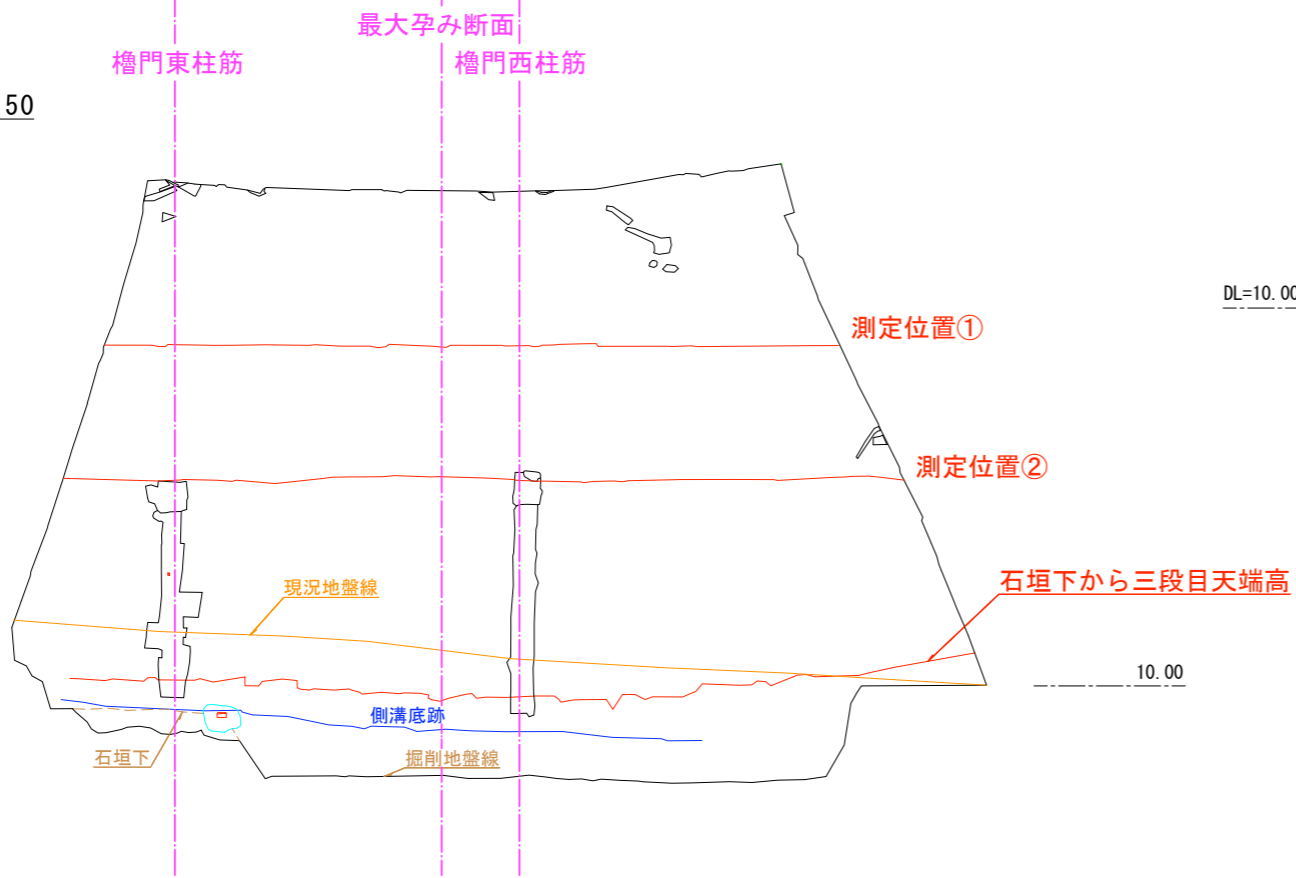 最大孕み断面
櫓門東柱筋
櫓門西柱筋
50
DL=10.00
測定位置①
測定位置②
石垣下から三段目天端高
現況地盤線
10.00
側溝底跡
石垣下
掘削地盤線